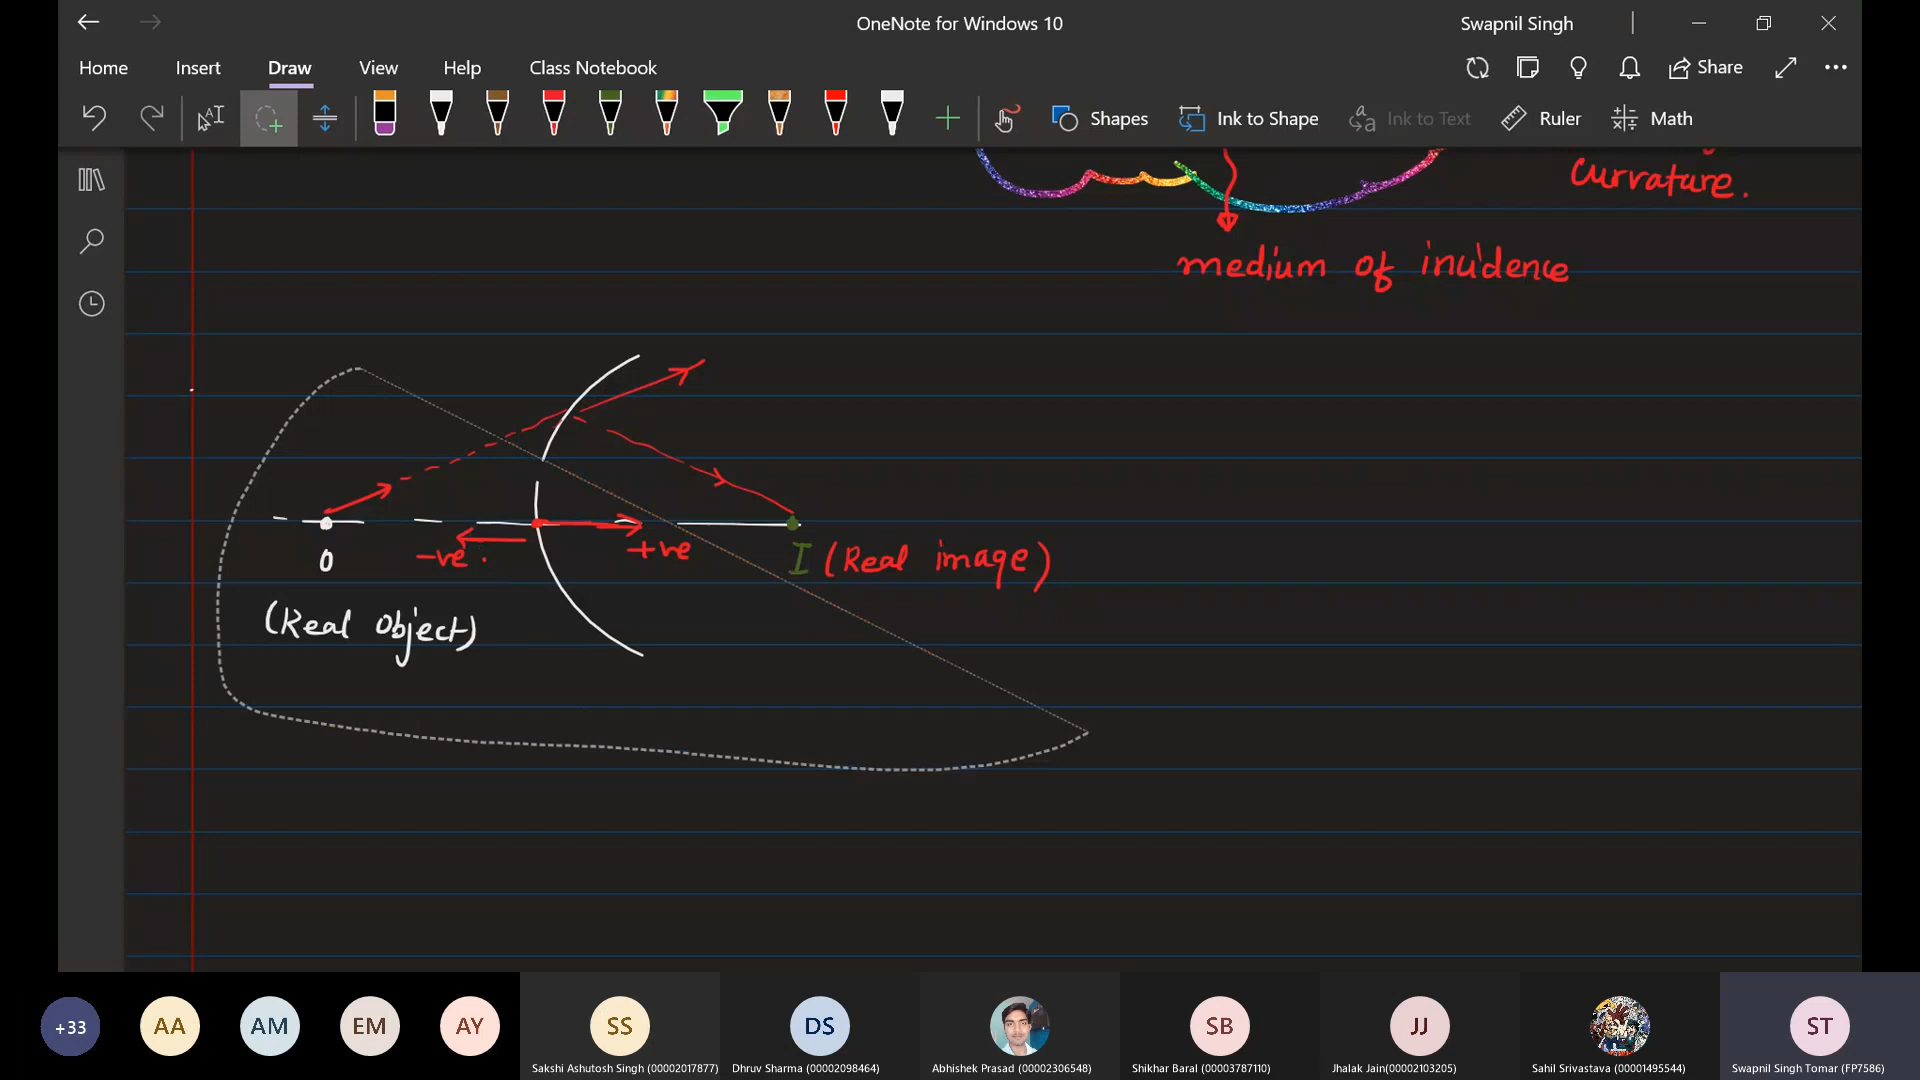 OneNote for Windows 10
Swapnil Singh
Home Insert Draw View Help Class Notebook
Share
Shapes Ink to Shape Ink to Text Ruler Math
curvature.
medium of incidence
-ve. +ve
O I (Real image)
(Real object)
+33 AA AM EM AY SS DS SB JJ ST
Sakshi Ashutosh Singh (00002017877) Dhruv Sharma (00002098464) Abhishek Prasad (00002306548) Shikhar Baral (00003787110) Jhalak Jain(00002103205) Sahil Srivastava (00001495544) Swapnil Singh Tomar (FP7586)